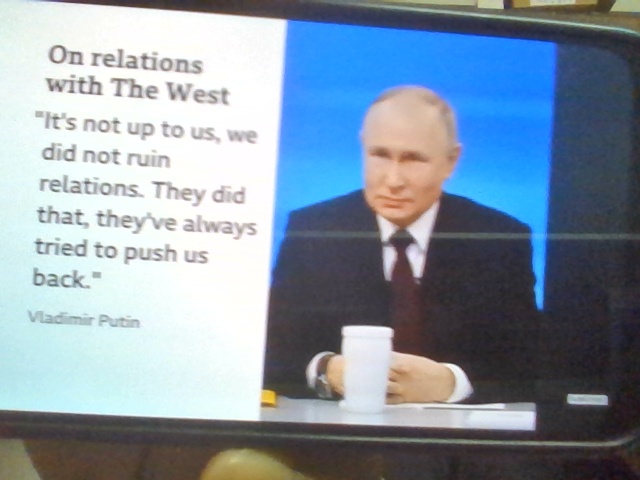 On relations
with The West
"It's not up to us, we
did not ruin
relations. They did
that, they've always
tried to push us
back."
Vladimir Putin